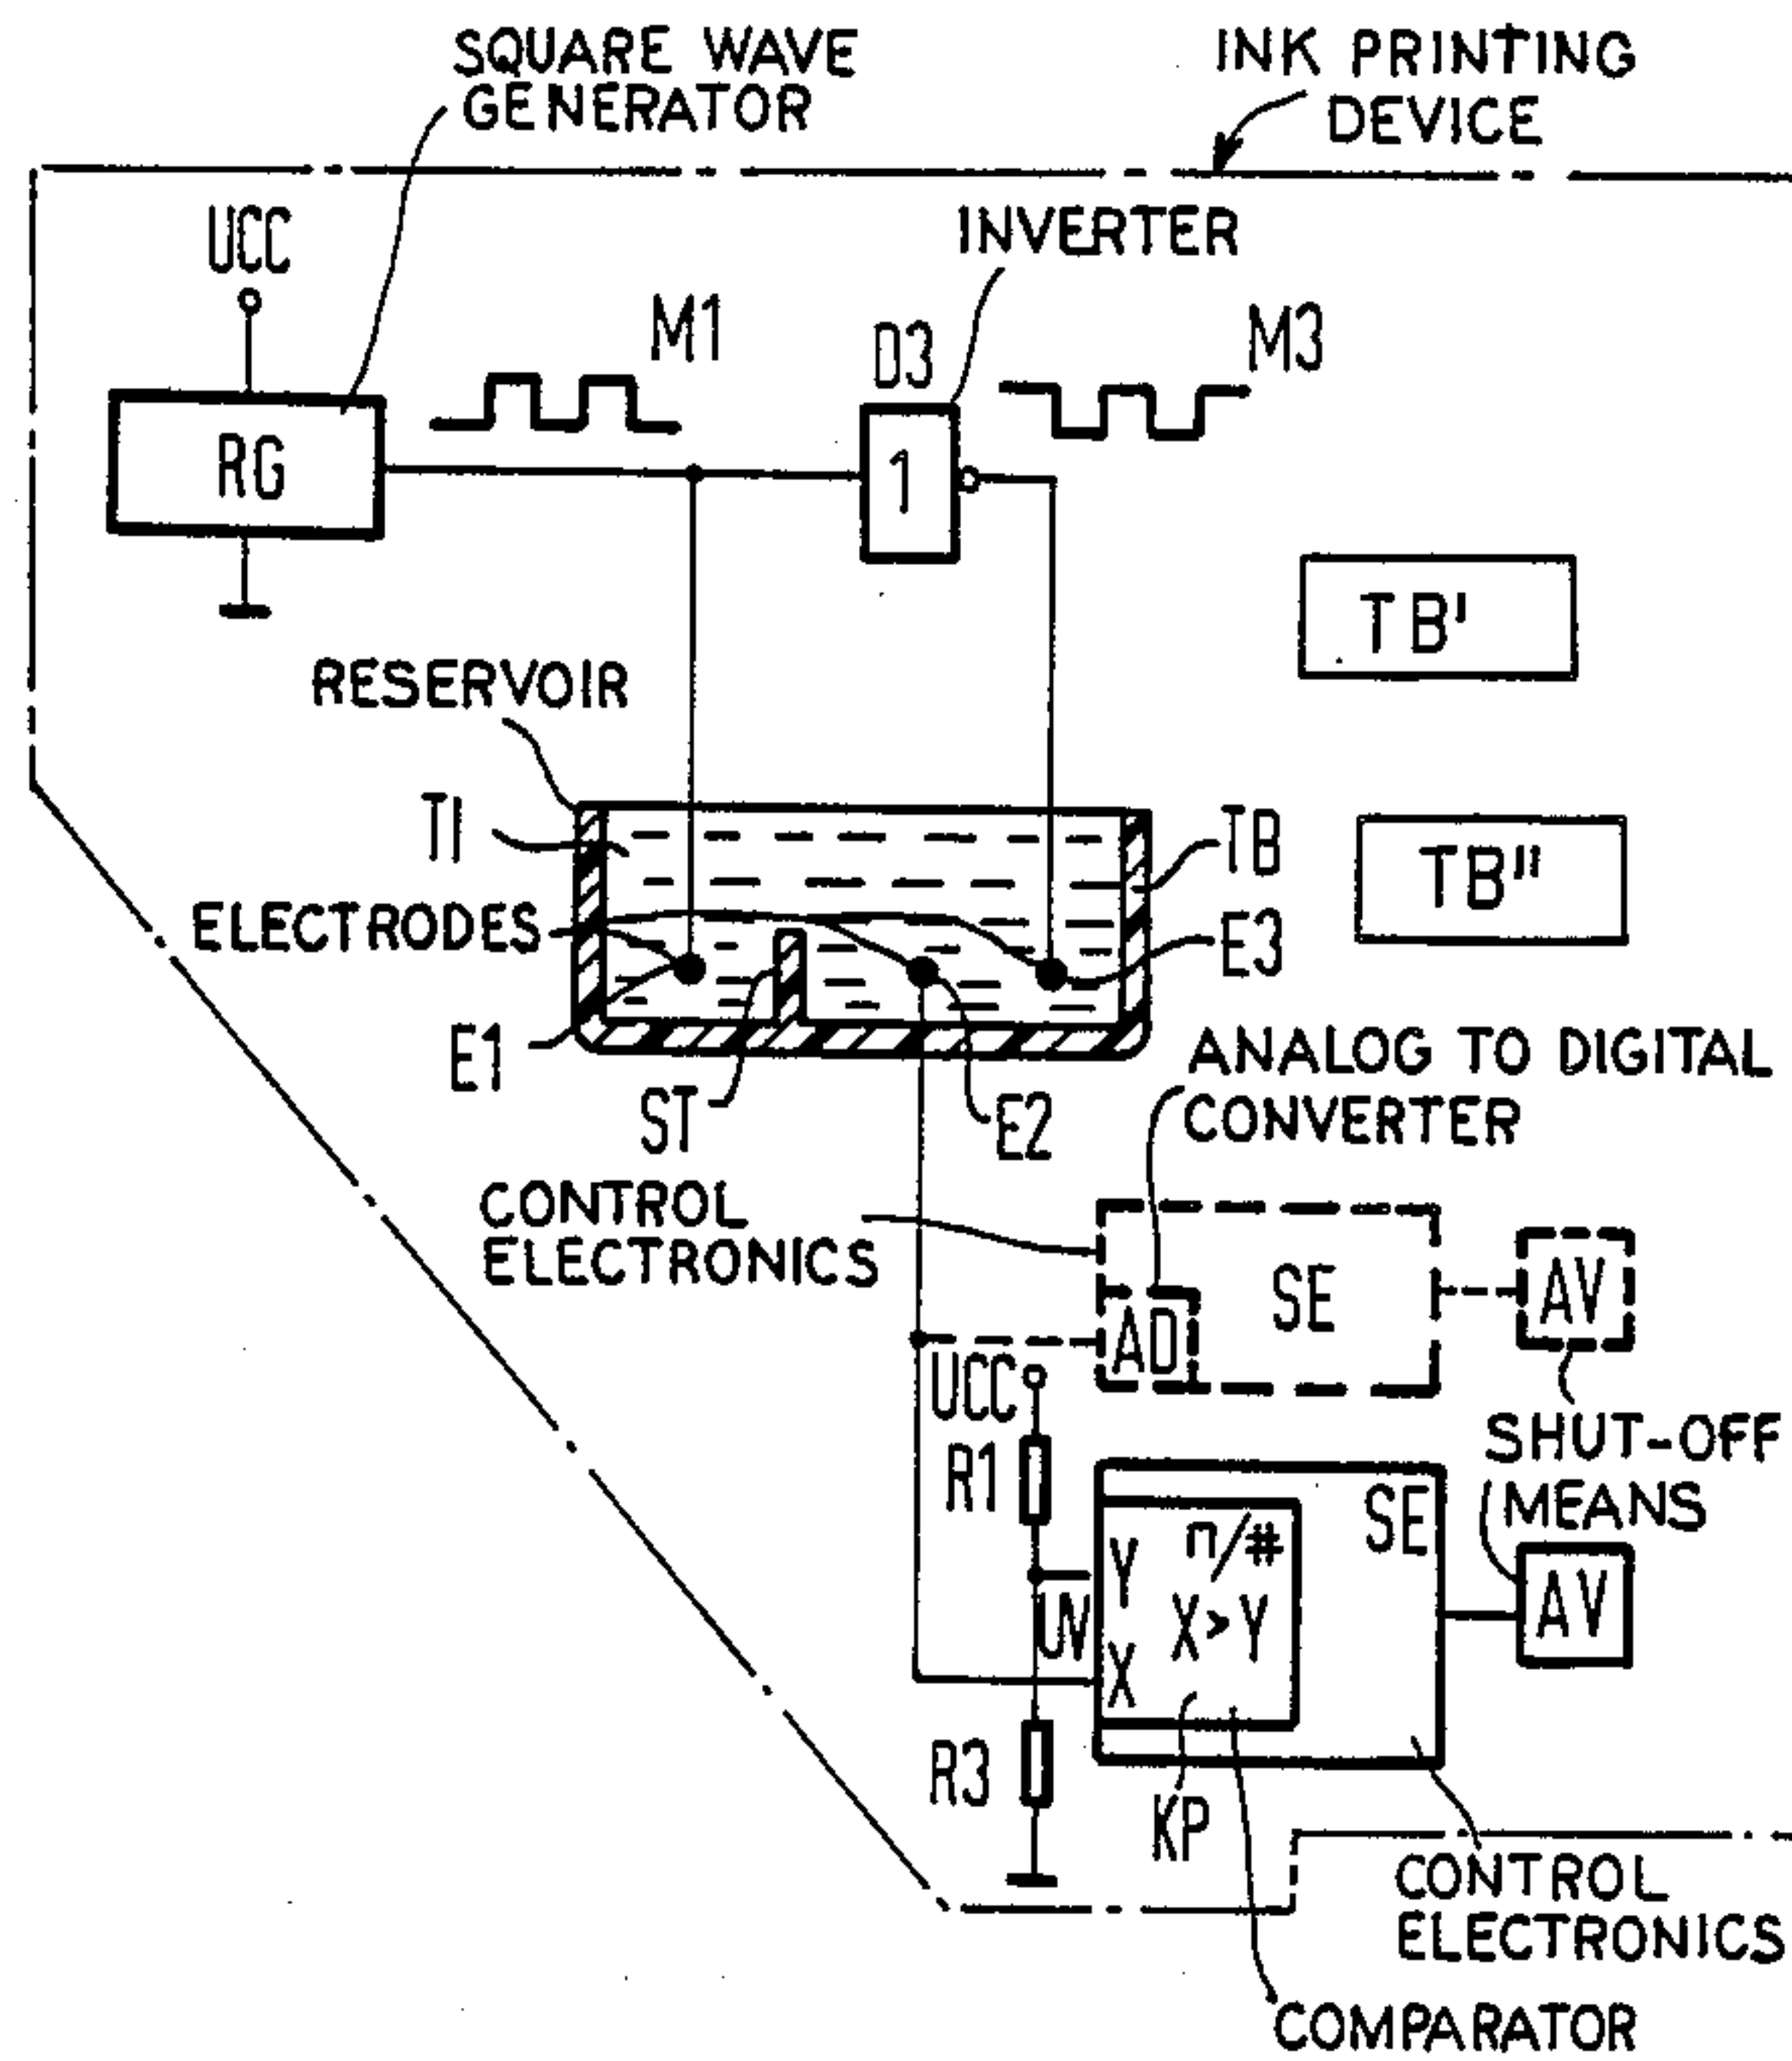 SQUARE WAVE
GENERATOR
INK PRINTING
DEVICE
UCC
INVERTER
M1
D3
M3
RG
1
TB'
RESERVOIR
TI
TB
TB"
ELECTRODES
E3
E1
ST
E2
ANALOG TO DIGITAL
CONVERTER
CONTROL
ELECTRONICS
SE
AV
AD
UCC
SHUT-OFF
MEANS
R1
SE
Y
n/#
X>Y
UV
X
AV
R3
KP
CONTROL
ELECTRONICS
COMPARATOR